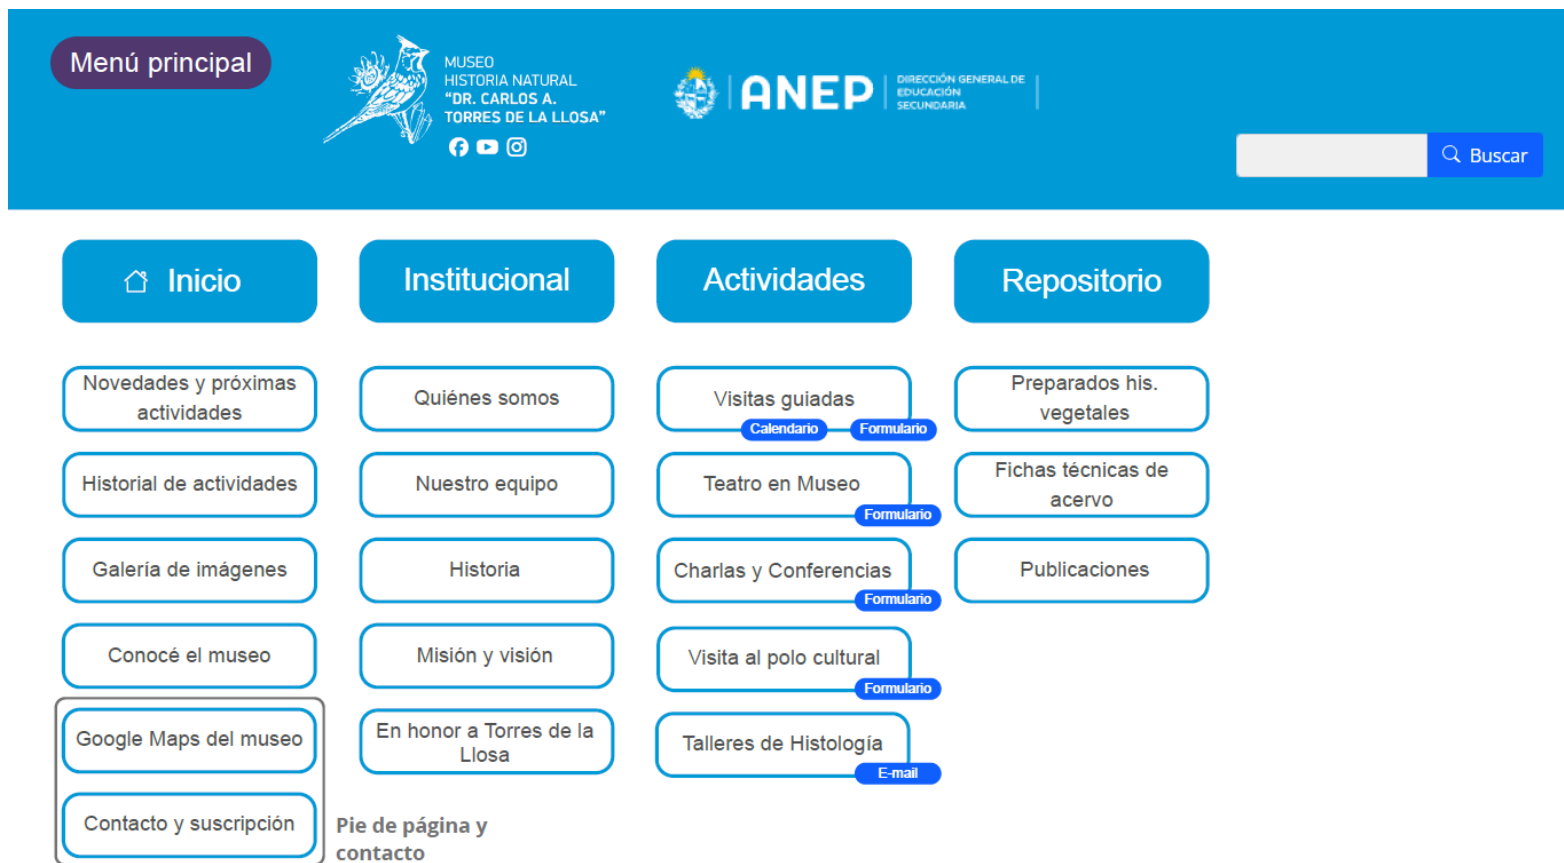 Menú principal
MUSEO
HISTORIA NATURAL
“DR. CARLOS A.
TORRES DE LA LLOSA”
ANEP
DIRECCIÓN GENERAL DE
EDUCACIÓN
SECUNDARIA
Buscar
Inicio
Institucional
Actividades
Repositorio
Novedades y próximas
actividades
Historial de actividades
Galería de imágenes
Conocé el museo
Google Maps del museo
Contacto y suscripción
Pie de página y
contacto
Quiénes somos
Nuestro equipo
Historia
Misión y visión
En honor a Torres de la
Llosa
Visitas guiadas
Calendario
Formulario
Teatro en Museo
Formulario
Charlas y Conferencias
Formulario
Visita al polo cultural
Formulario
Talleres de Histología
E-mail
Preparados his.
vegetales
Fichas técnicas de
acervo
Publicaciones